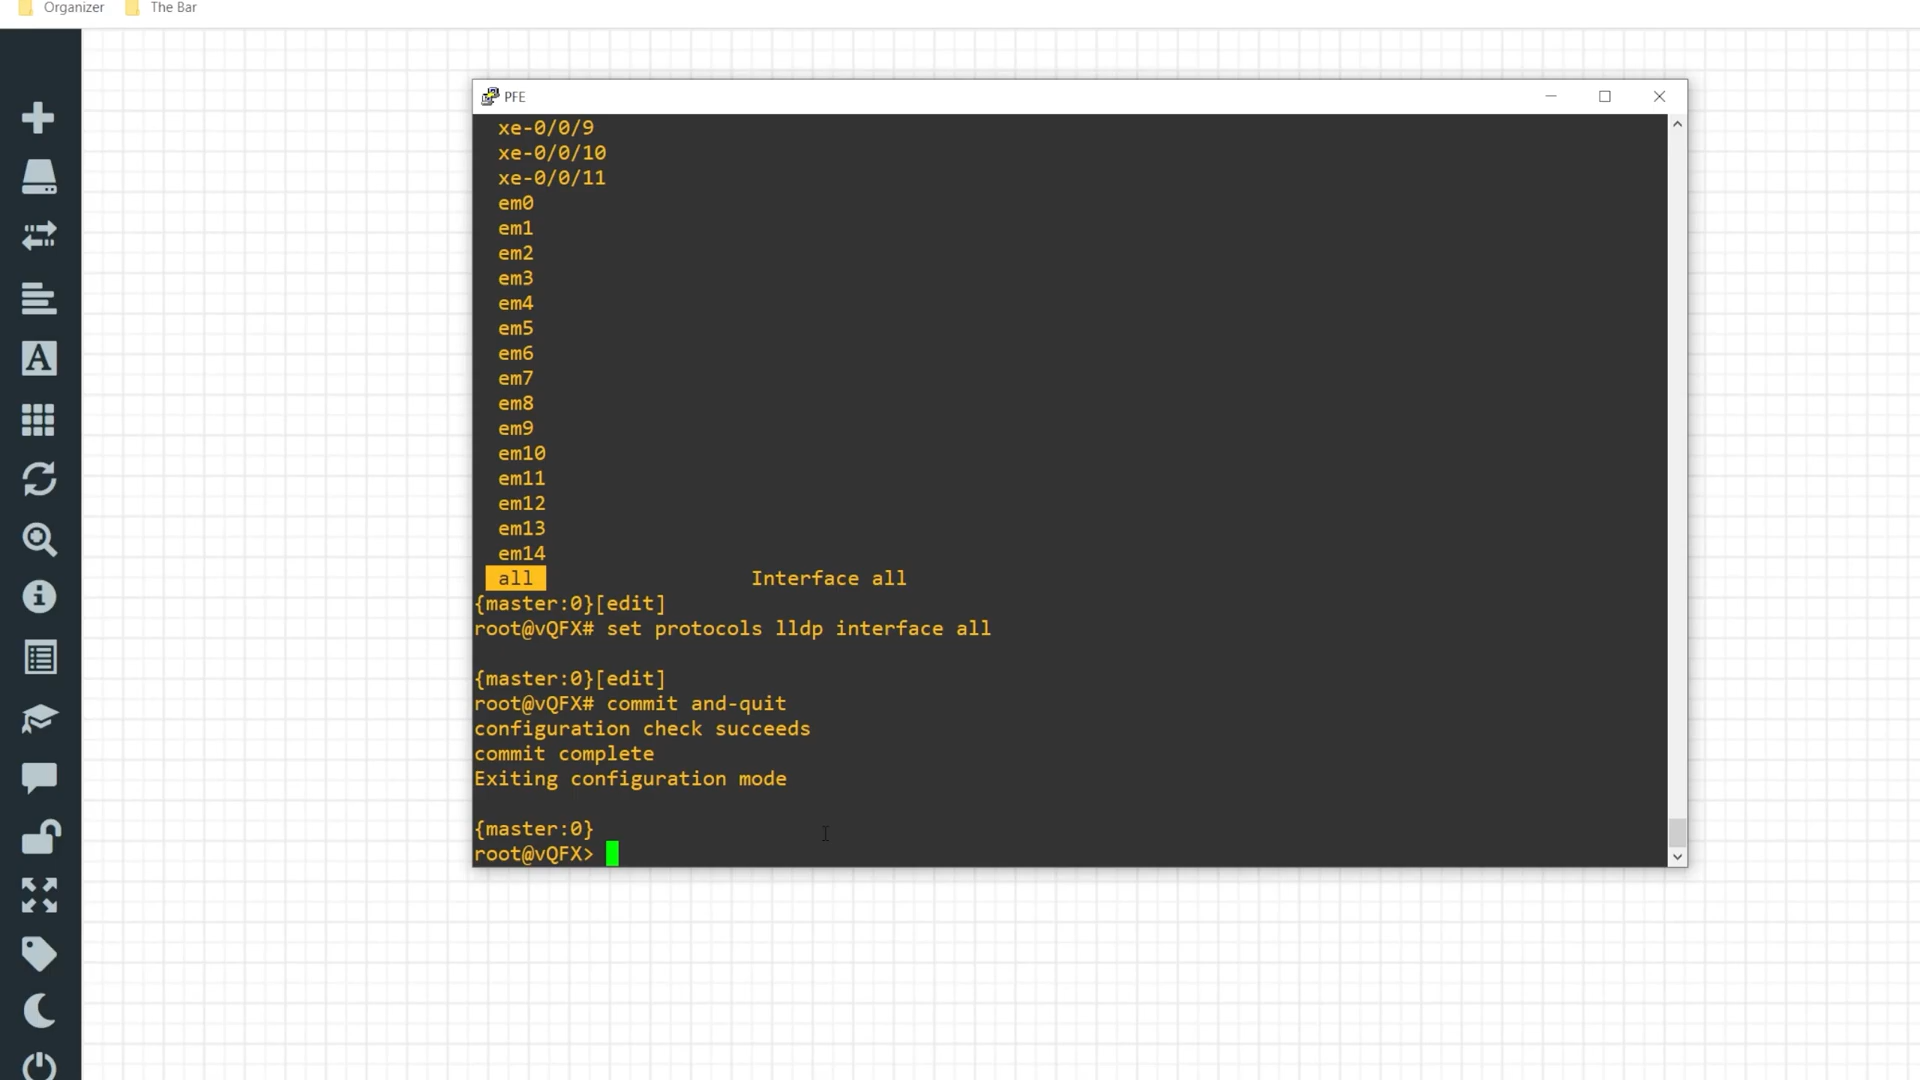 Organizer The Bar
PFE
xe-0/0/9
xe-0/0/10
xe-0/0/11
em0
em1
em2
em3
em4
em5
em6
em7
em8
em9
em10
em11
em12
em13
em14
all Interface all
{master:0}[edit]
root@vQFX# set protocols lldp interface all
{master:0}[edit]
root@vQFX# commit and-quit
configuration check succeeds
commit complete
Exiting configuration mode
{master:0}
root@vQFX>